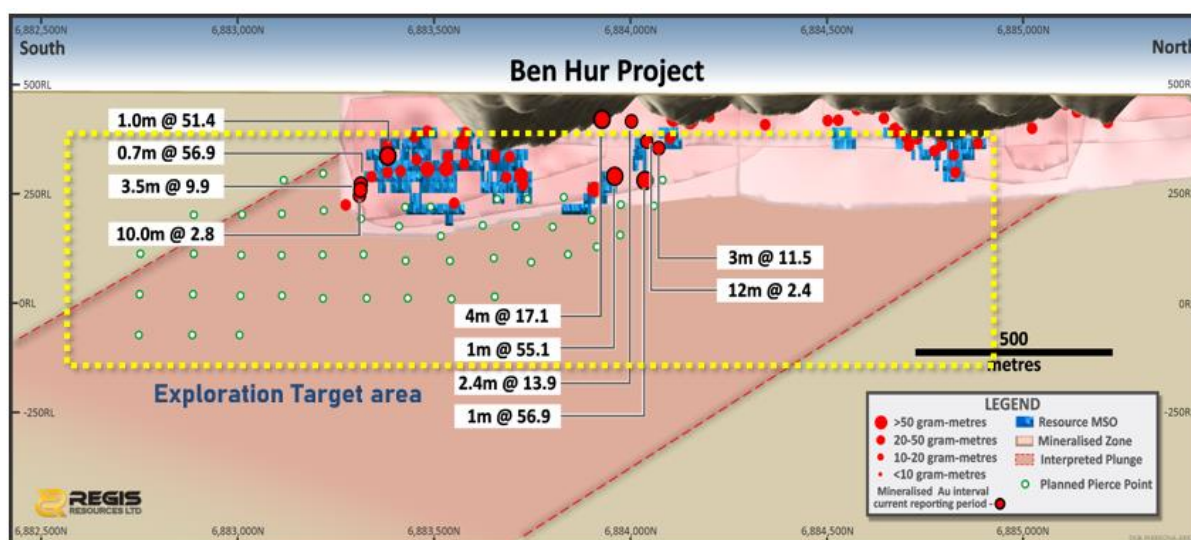 6,882,500N
6,883,000N
6,883,500N
6,884,000N
6,884,500N
6,885,000N
South
North
Ben Hur Project
500RL
500RL
1.0m @ 51.4
0.7m @ 56.9
3.5m @ 9.9
10.0m @ 2.8
250RL
250RL
3m @ 11.5
12m @ 2.4
0RL
0RL
4m @ 17.1
1m @ 55.1
2.4m @ 13.9
1m @ 56.9
500
metres
Exploration Target area
-250RL
-250RL
LEGEND
>50 gram-metres
20-50 gram-metres
10-20 gram-metres
<10 gram-metres
Mineralised Au interval
current reporting period -
Resource MSO
Mineralised Zone
Interpreted Plunge
Planned Pierce Point
REGIS
RESOURCES LTD
6,882,500N
6,883,000N
6,883,500N
6,884,000N
6,884,500N
6,885,000N